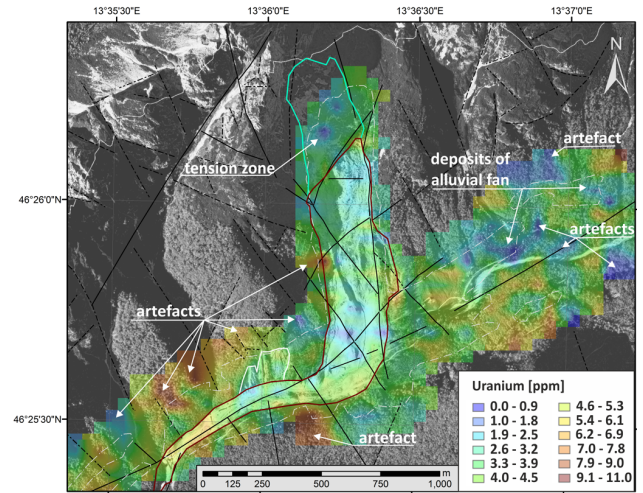 13°35'30"E 13°36'0"E 13°36'30"E 13°37'0"E
N
artefact
tension zone
deposits of
alluvial fan
46°26'0"N
artefacts
artefacts
Uranium [ppm]
0.0 - 0.9 4.6 - 5.3
1.0 - 1.8 5.4 - 6.1
1.9 - 2.5 6.2 - 6.9
2.6 - 3.2 7.0 - 7.8
3.3 - 3.9 7.9 - 9.0
4.0 - 4.5 9.1 - 11.0
46°25'30"N
artefact
0 125 250 500 750 1,000
m